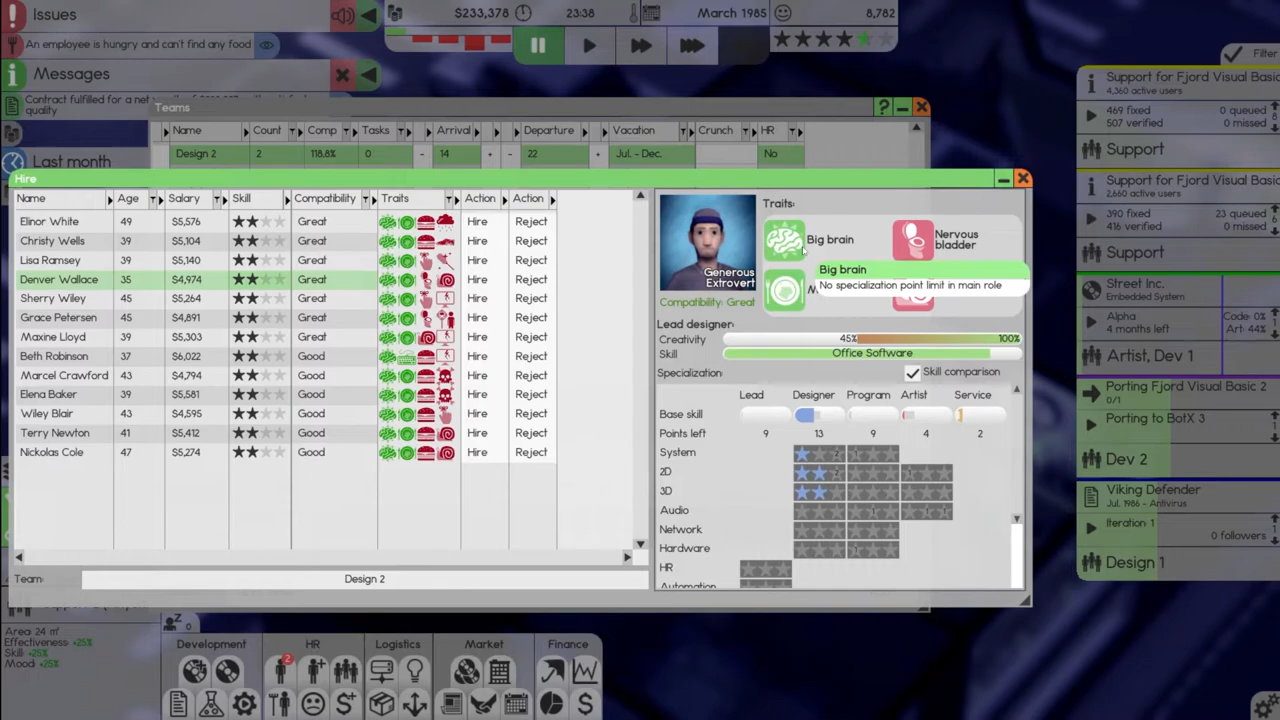 Issues
An employee is hungry and can't find any food
Messages
Contract fulfilled for a net
quality
Last month
$233,378
23:38
March 1985
8,782
Filter
Teams
Name Count Comp Tasks Arrival Departure Vacation Crunch HR
Design 2 2 118.8% 0 - 14 + - 22 + Jul. - Dec. No
Hire
Name Age Salary Skill Compatibility Traits Action Action
Elinor White 49 $5,576 Great Hire Reject
Christy Wells 39 $5,104 Great Hire Reject
Lisa Ramsey 39 $5,140 Great Hire Reject
Denver Wallace 35 $4,974 Great Hire Reject
Sherry Wiley 45 $5,264 Great Hire Reject
Grace Petersen 45 $4,891 Great Hire Reject
Maxine Lloyd 39 $5,303 Great Hire Reject
Beth Robinson 37 $6,022 Good Hire Reject
Marcel Crawford 43 $4,794 Good Hire Reject
Elena Baker 39 $5,581 Good Hire Reject
Wiley Blair 43 $4,595 Good Hire Reject
Terry Newton 41 $5,412 Good Hire Reject
Nickolas Cole 47 $5,274 Good Hire Reject
Team: Design 2
Generous
Extrovert
Compatibility: Great
Traits:
Big brain
Nervous
bladder
Big brain
No specialization point limit in main role
Lead designer:
Creativity 45% 100%
Skill Office Software
Specialization:
Skill comparison
Lead Designer Program Artist Service
Base skill
Points left 9 13 9 4 2
System
2D
3D
Audio
Network
Hardware
HR
Automation
Support for Fjord Visual Basic
4,360 active users
469 fixed 0 queued
507 verified 0 missed
Support
Support for Fjord Visual Basic
2,660 active users
390 fixed 23 queued
416 verified 0 missed
Support
Street Inc.
Embedded System
Alpha
4 months left
Code: 0%
Art: 44%
Artist, Dev 1
Porting Fjord Visual Basic 2
0/1
Porting to BotX 3
Dev 2
Viking Defender
Jul. 1986 - Antivirus
Iteration 1
0 followers
Design 1
Area: 24 m²
Effectiveness: +25%
Skill: +25%
Mood: +25%
Z 0
Development
HR
2
Logistics
Market
Finance